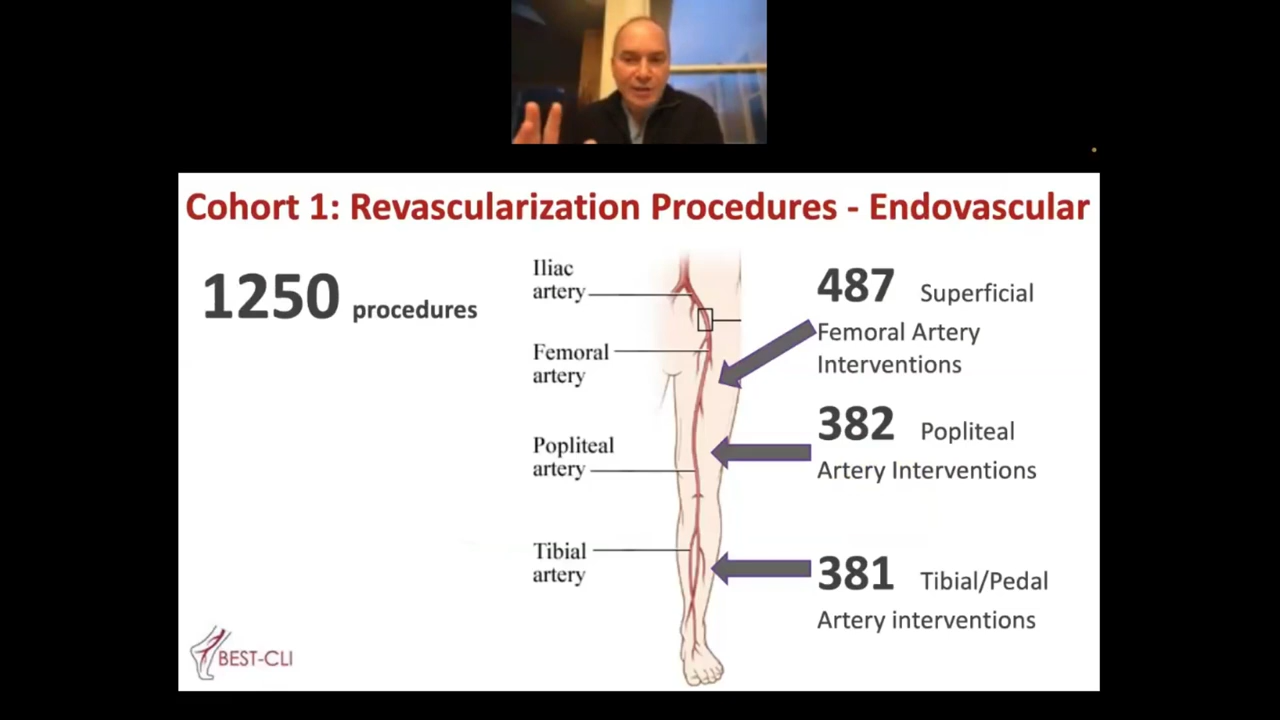 Cohort 1: Revascularization Procedures - Endovascular
1250 procedures
Iliac
artery
Femoral
artery
Popliteal
artery
Tibial
artery
487 Superficial
Femoral Artery
Interventions
382 Popliteal
Artery Interventions
381 Tibial/Pedal
Artery interventions
BEST-CLI